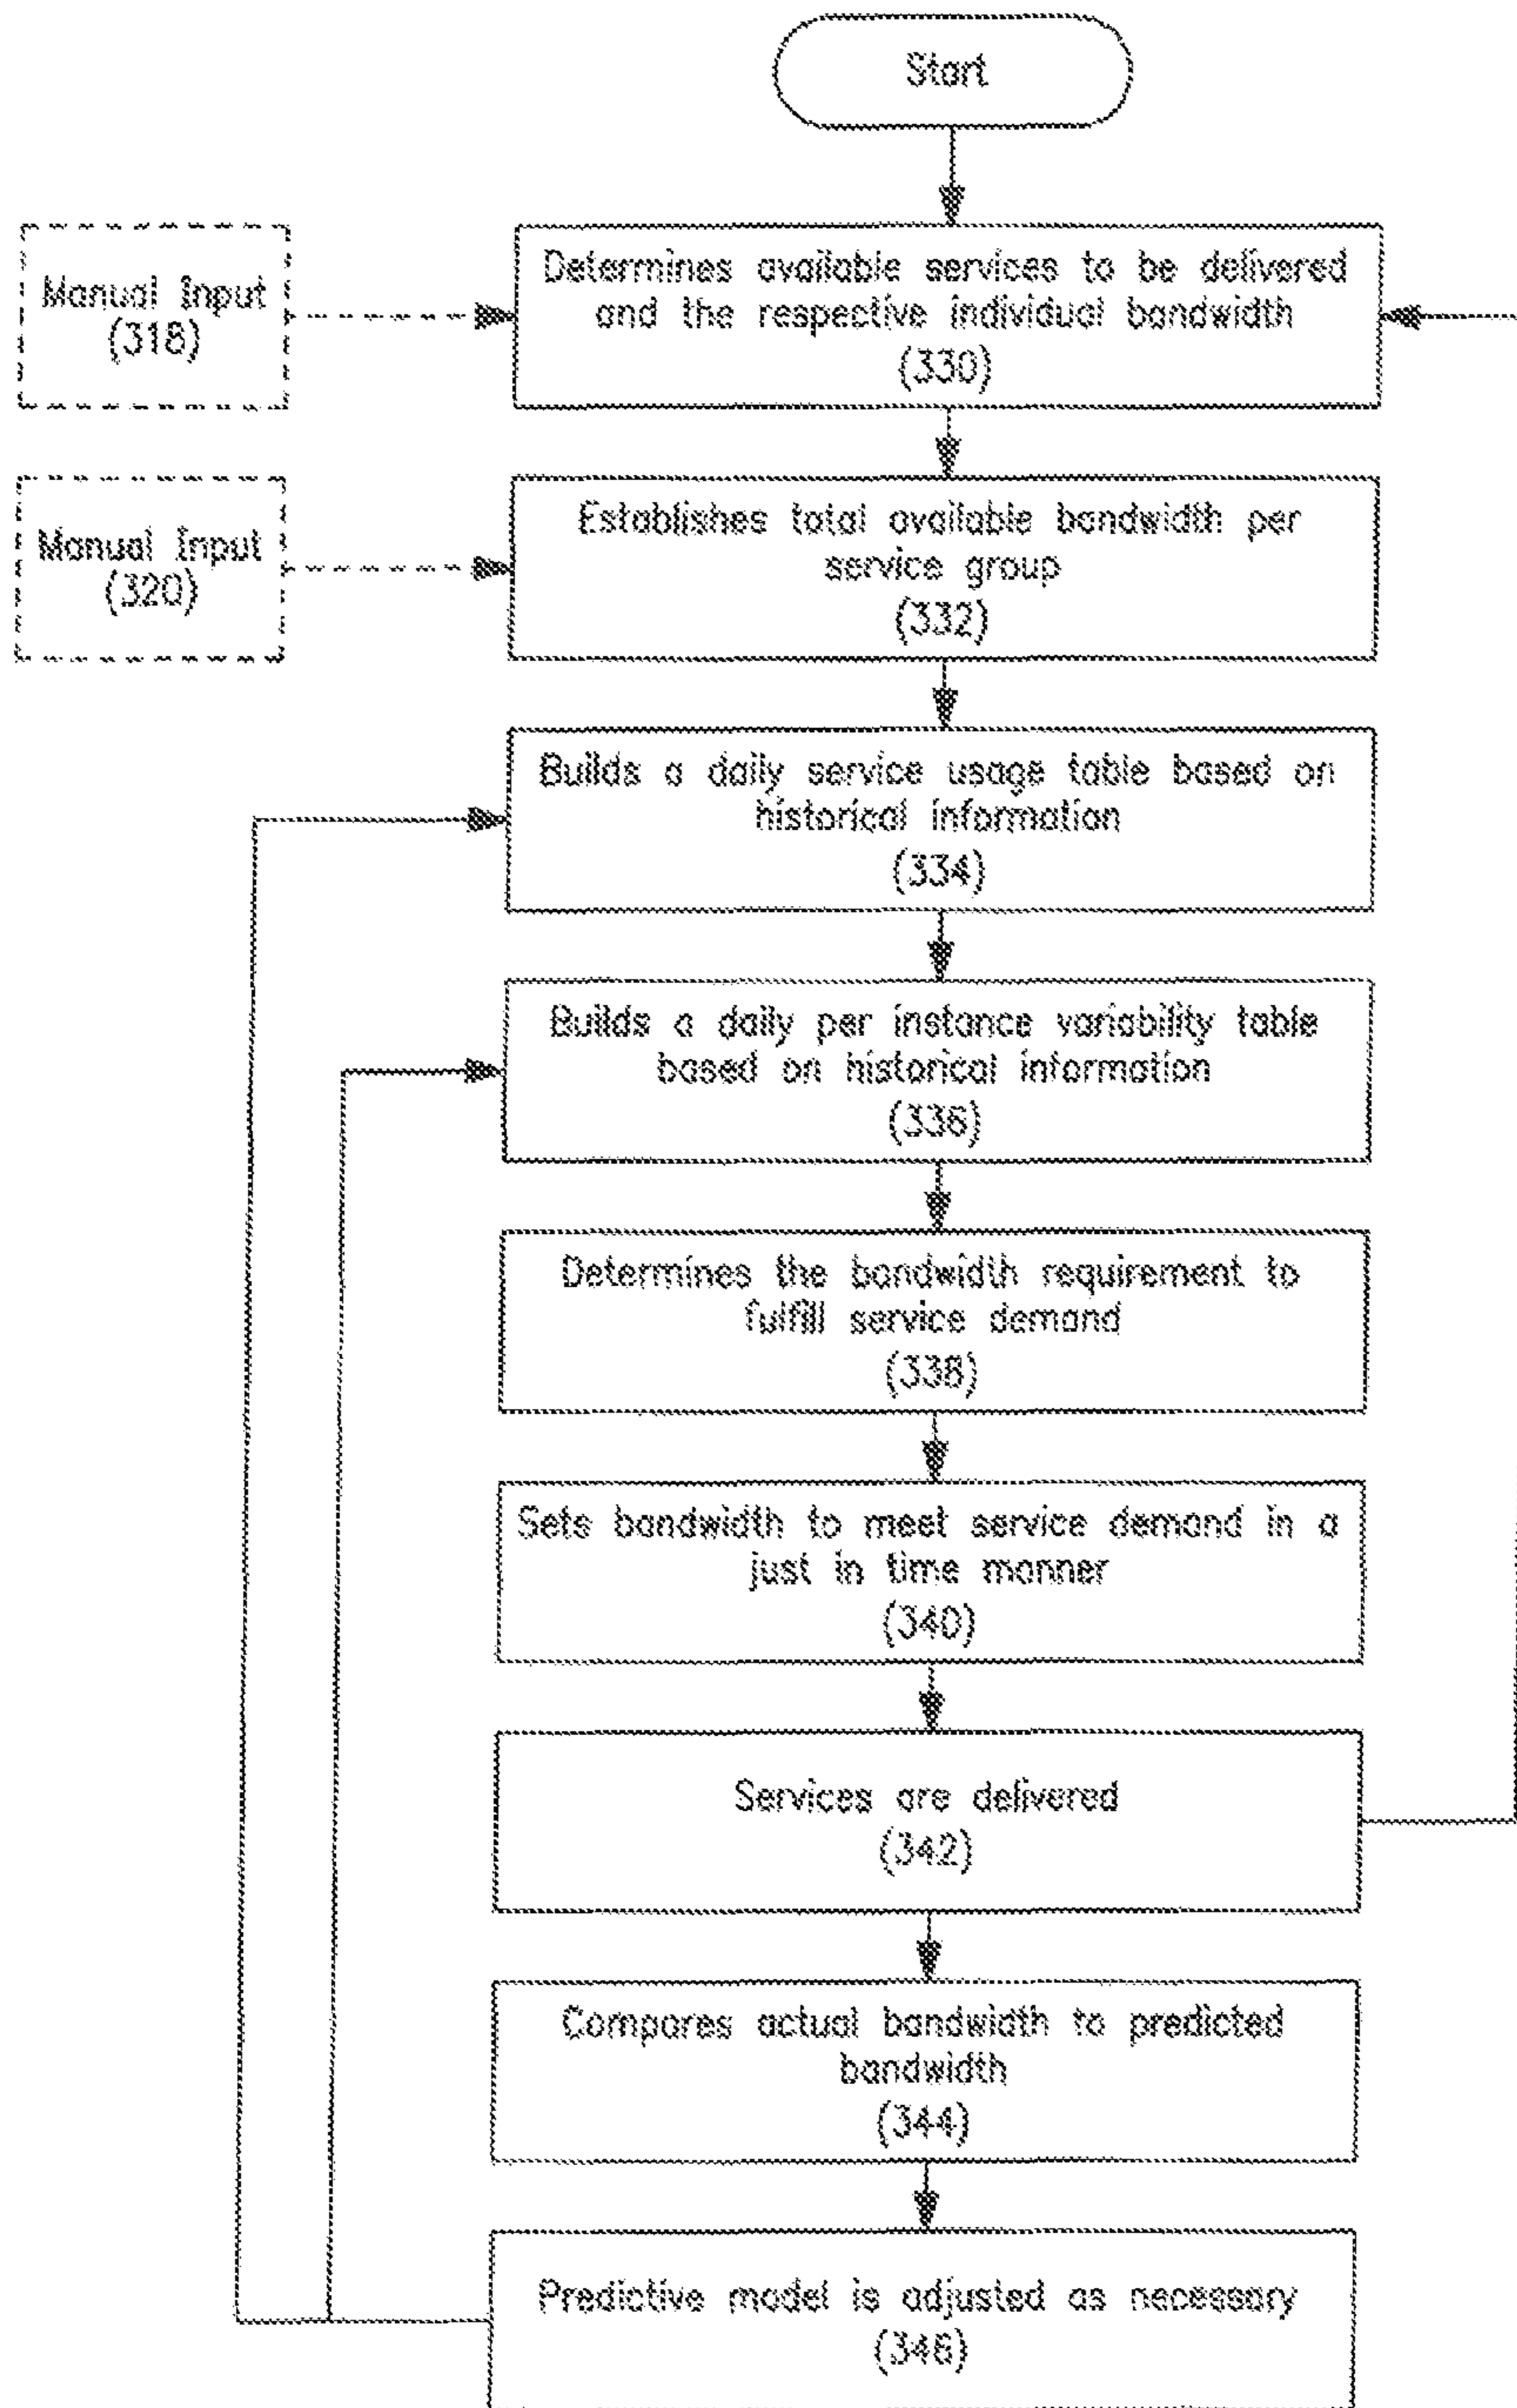 Start
Manual Input
(318)
Determines available services to be delivered
and the respective individual bandwidth
(330)
Manual Input
(320)
Establishes total available bandwidth per
service group
(332)
Builds a daily service usage table based on
historical information
(334)
Builds a daily per instance variability table
based on historical information
(336)
Determines the bandwidth requirement to
fulfill service demand
(338)
Sets bandwidth to meet service demand in a
just in time manner
(340)
Services are delivered
(342)
Compares actual bandwidth to predicted
bandwidth
(344)
Predictive model is adjusted as necessary
(346)